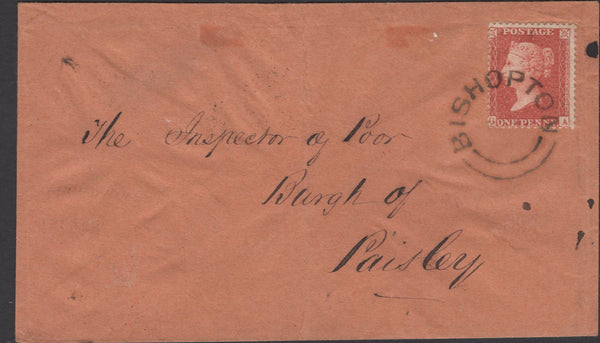 POSTAGE
ONE PENNY
A
BISHOPTON
The Inspector of Poor
Burgh of
Paisley